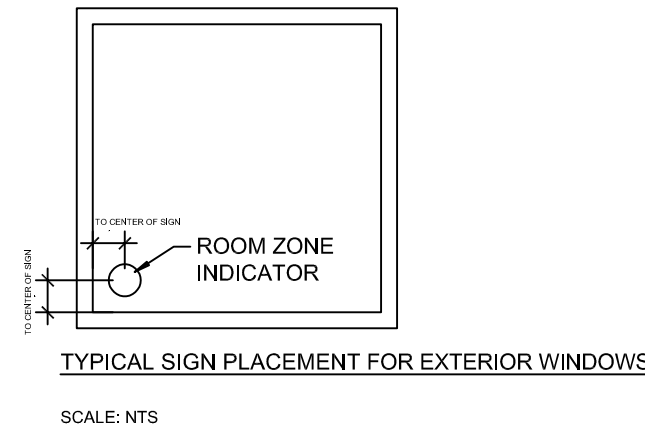 TO CENTER OF SIGN
ROOM ZONE
INDICATOR
TO CENTER OF SIGN
TYPICAL SIGN PLACEMENT FOR EXTERIOR WINDOWS
SCALE: NTS